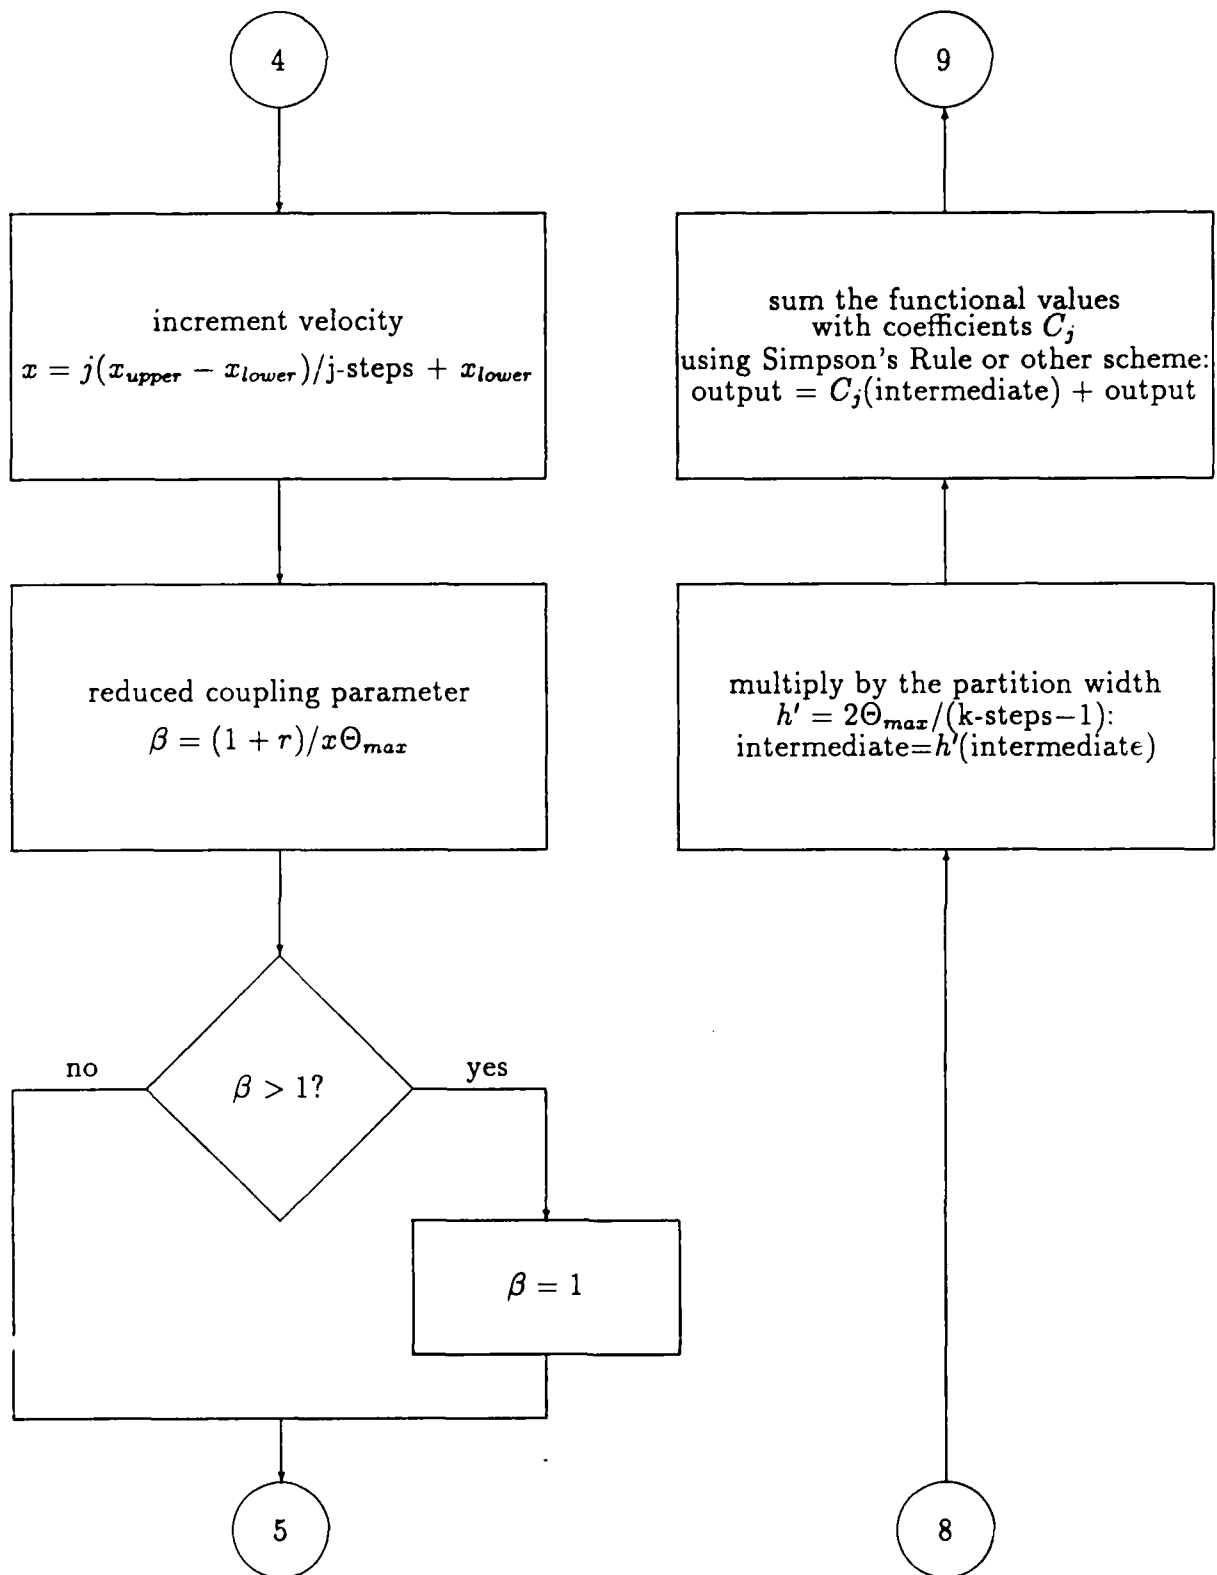 4
increment velocity
x = j(x_upper − x_lower)/j-steps + x_lower
reduced coupling parameter
β = (1 + r)/xΘ_max
β > 1?
no
yes
β = 1
5
9
sum the functional values
with coefficients C_j
using Simpson's Rule or other scheme:
output = C_j(intermediate) + output
multiply by the partition width
h′ = 2Θ_max/(k-steps−1):
intermediate=h′(intermediate)
8